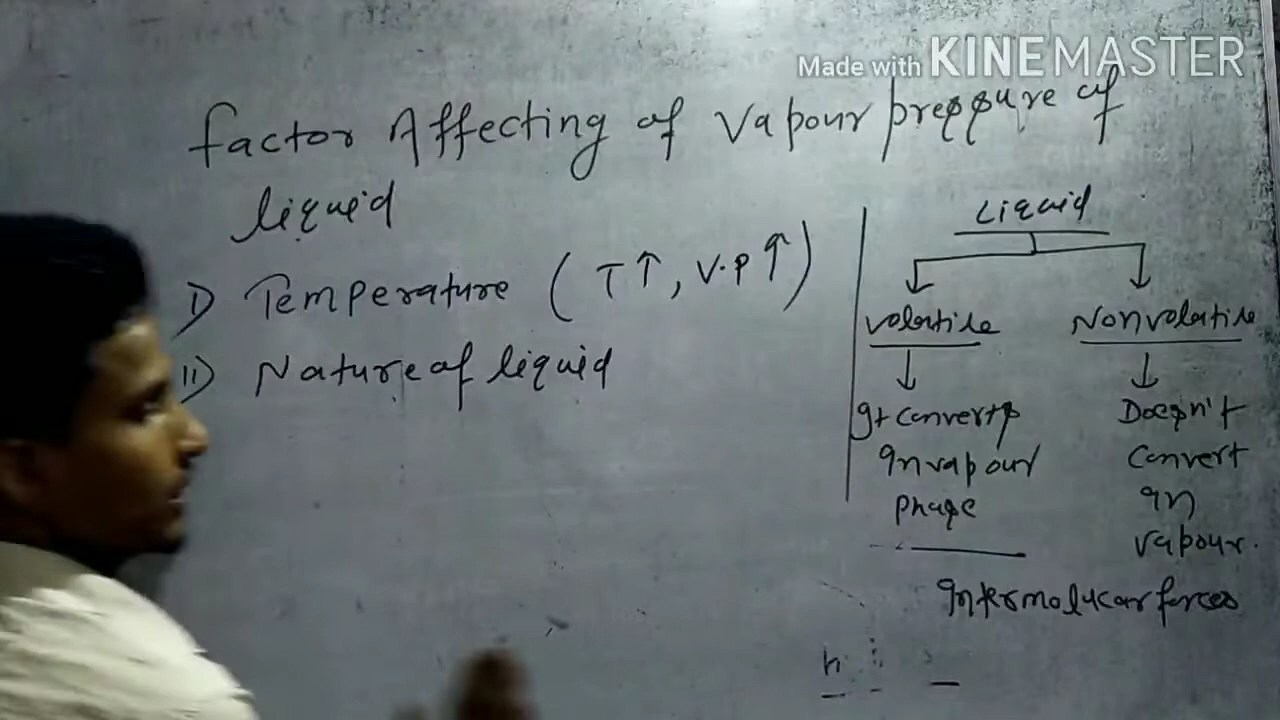 Made with KINEMASTER
factor Affecting of vapour pressure of
liquid
I) Temperature ( T↑, V.P↑ )
II) Nature of liquid
Liquid
Volatile Nonvolatile
It converts
in vapour
phase
Doesn't
convert
in
vapour.
Intermolucar forces
h